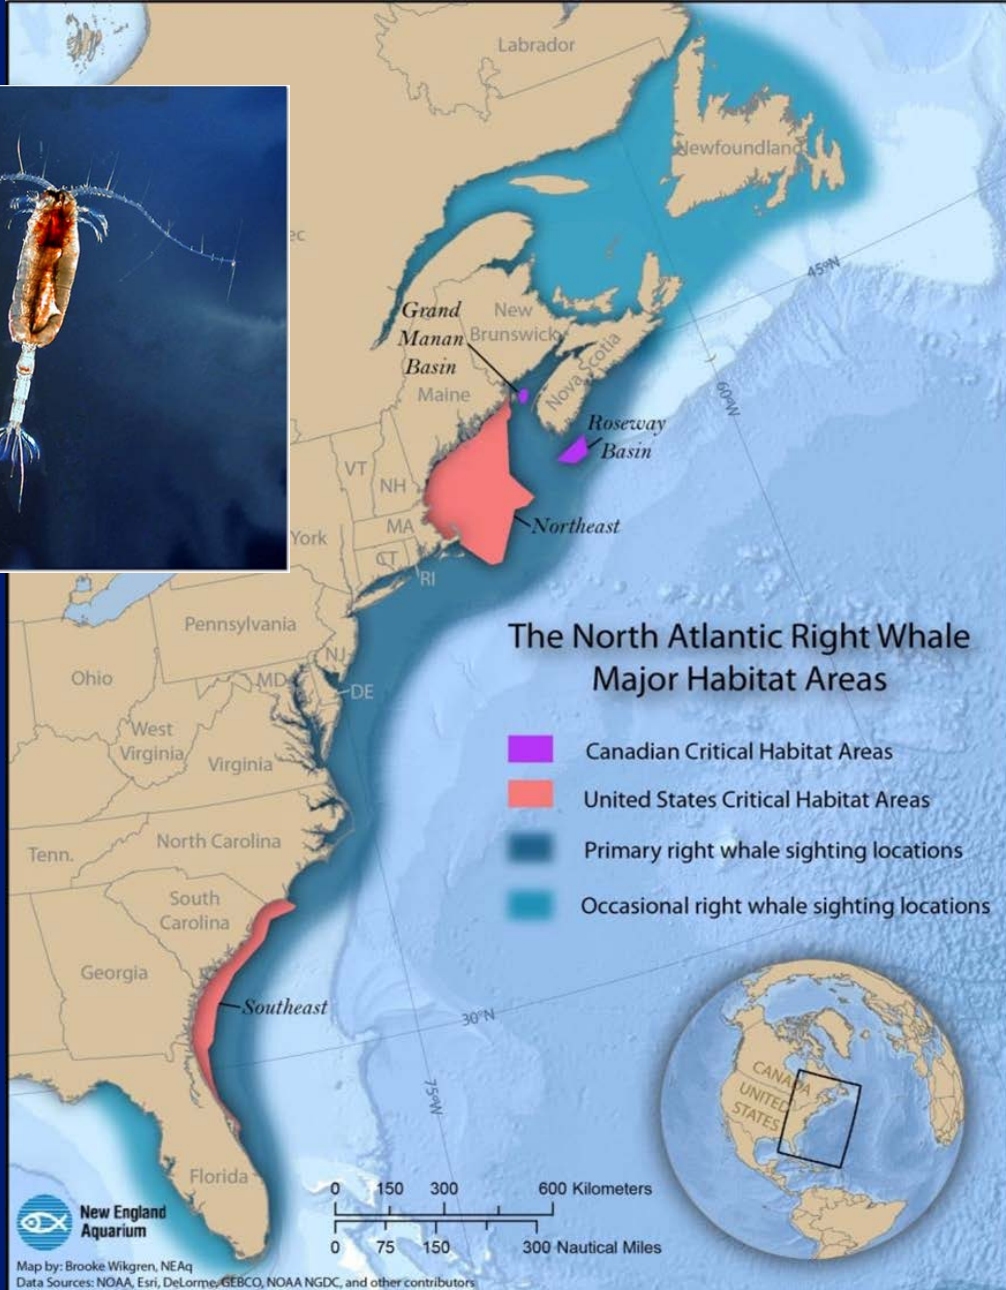 Labrador
Newfoundland
ec
45°N
Grand
Manan
Basin
New
Brunswick
Nova Scotia
Maine
60°W
Roseway
Basin
VT
NH
MA
York
Northeast
CT
RI
Pennsylvania
The North Atlantic Right Whale
Major Habitat Areas
NJ
Ohio
MD
DE
West
Virginia
Virginia
Canadian Critical Habitat Areas
United States Critical Habitat Areas
North Carolina
Primary right whale sighting locations
Tenn.
South
Carolina
Occasional right whale sighting locations
Georgia
Southeast
30°N
CANADA
UNITED
STATES
75°W
Florida
0 150 300 600 Kilometers
0 75 150 300 Nautical Miles
New England
Aquarium
Map by: Brooke Wikgren, NEAq
Data Sources: NOAA, Esri, DeLorme, GEBCO, NOAA NGDC, and other contributors